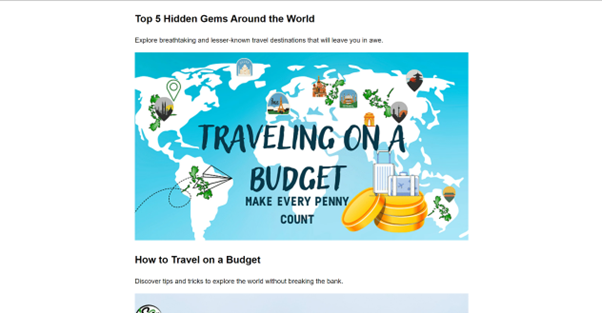 Top 5 Hidden Gems Around the World
Explore breathtaking and lesser-known travel destinations that will leave you in awe.
TRAVELING ON A
BUDGET
MAKE EVERY PENNY
COUNT
How to Travel on a Budget
Discover tips and tricks to explore the world without breaking the bank.